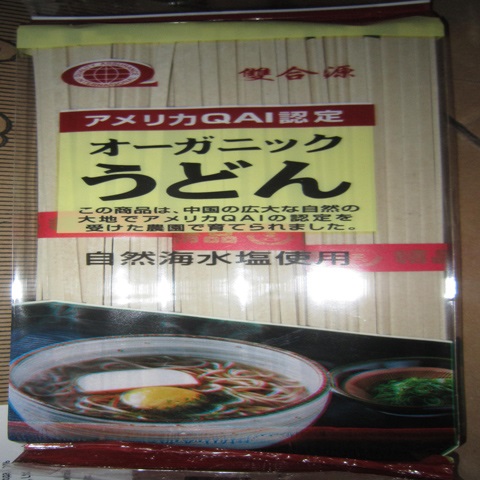 雙合源
アメリカQAI認定
オーガニック
うどん
この商品は、中国の広大な自然の
大地でアメリカQAIの認定を
受けた農園で育てられました。
自然海水塩使用